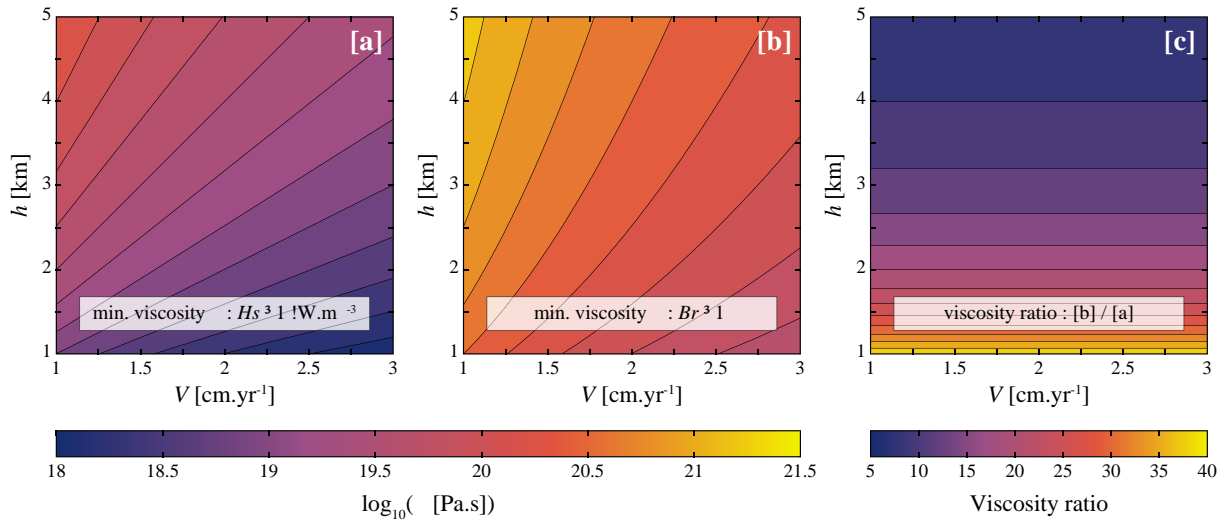 [a]
[b]
[c]
5
4
3
2
1
h [km]
min. viscosity : Hs ³ 1 !W.m -3
1 1.5 2 2.5 3
V [cm.yr-1]
5
4
3
2
1
h [km]
min. viscosity : Br ³ 1
1 1.5 2 2.5 3
V [cm.yr-1]
5
4
3
2
1
h [km]
viscosity ratio : [b] / [a]
1 1.5 2 2.5 3
V [cm.yr-1]
18 18.5 19 19.5 20 20.5 21 21.5
log10( [Pa.s])
5 10 15 20 25 30 35 40
Viscosity ratio